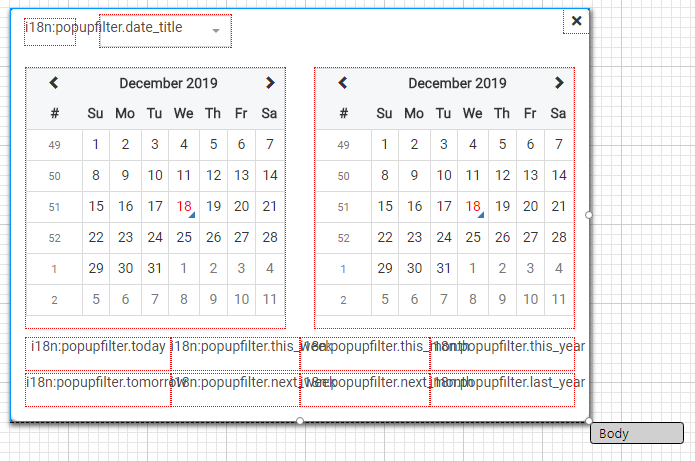 i18n:popupfilter.date_title
December 2019
# Su Mo Tu We Th Fr Sa
49 1 2 3 4 5 6 7
50 8 9 10 11 12 13 14
51 15 16 17 18 19 20 21
52 22 23 24 25 26 27 28
1 29 30 31 1 2 3 4
2 5 6 7 8 9 10 11
December 2019
# Su Mo Tu We Th Fr Sa
49 1 2 3 4 5 6 7
50 8 9 10 11 12 13 14
51 15 16 17 18 19 20 21
52 22 23 24 25 26 27 28
1 29 30 31 1 2 3 4
2 5 6 7 8 9 10 11
i18n:popupfilter.today i18n:popupfilter.this_week i18n:popupfilter.this_month i18n:popupfilter.this_year
i18n:popupfilter.tomorrow i18n:popupfilter.next_week i18n:popupfilter.next_month i18n:popupfilter.last_year
Body